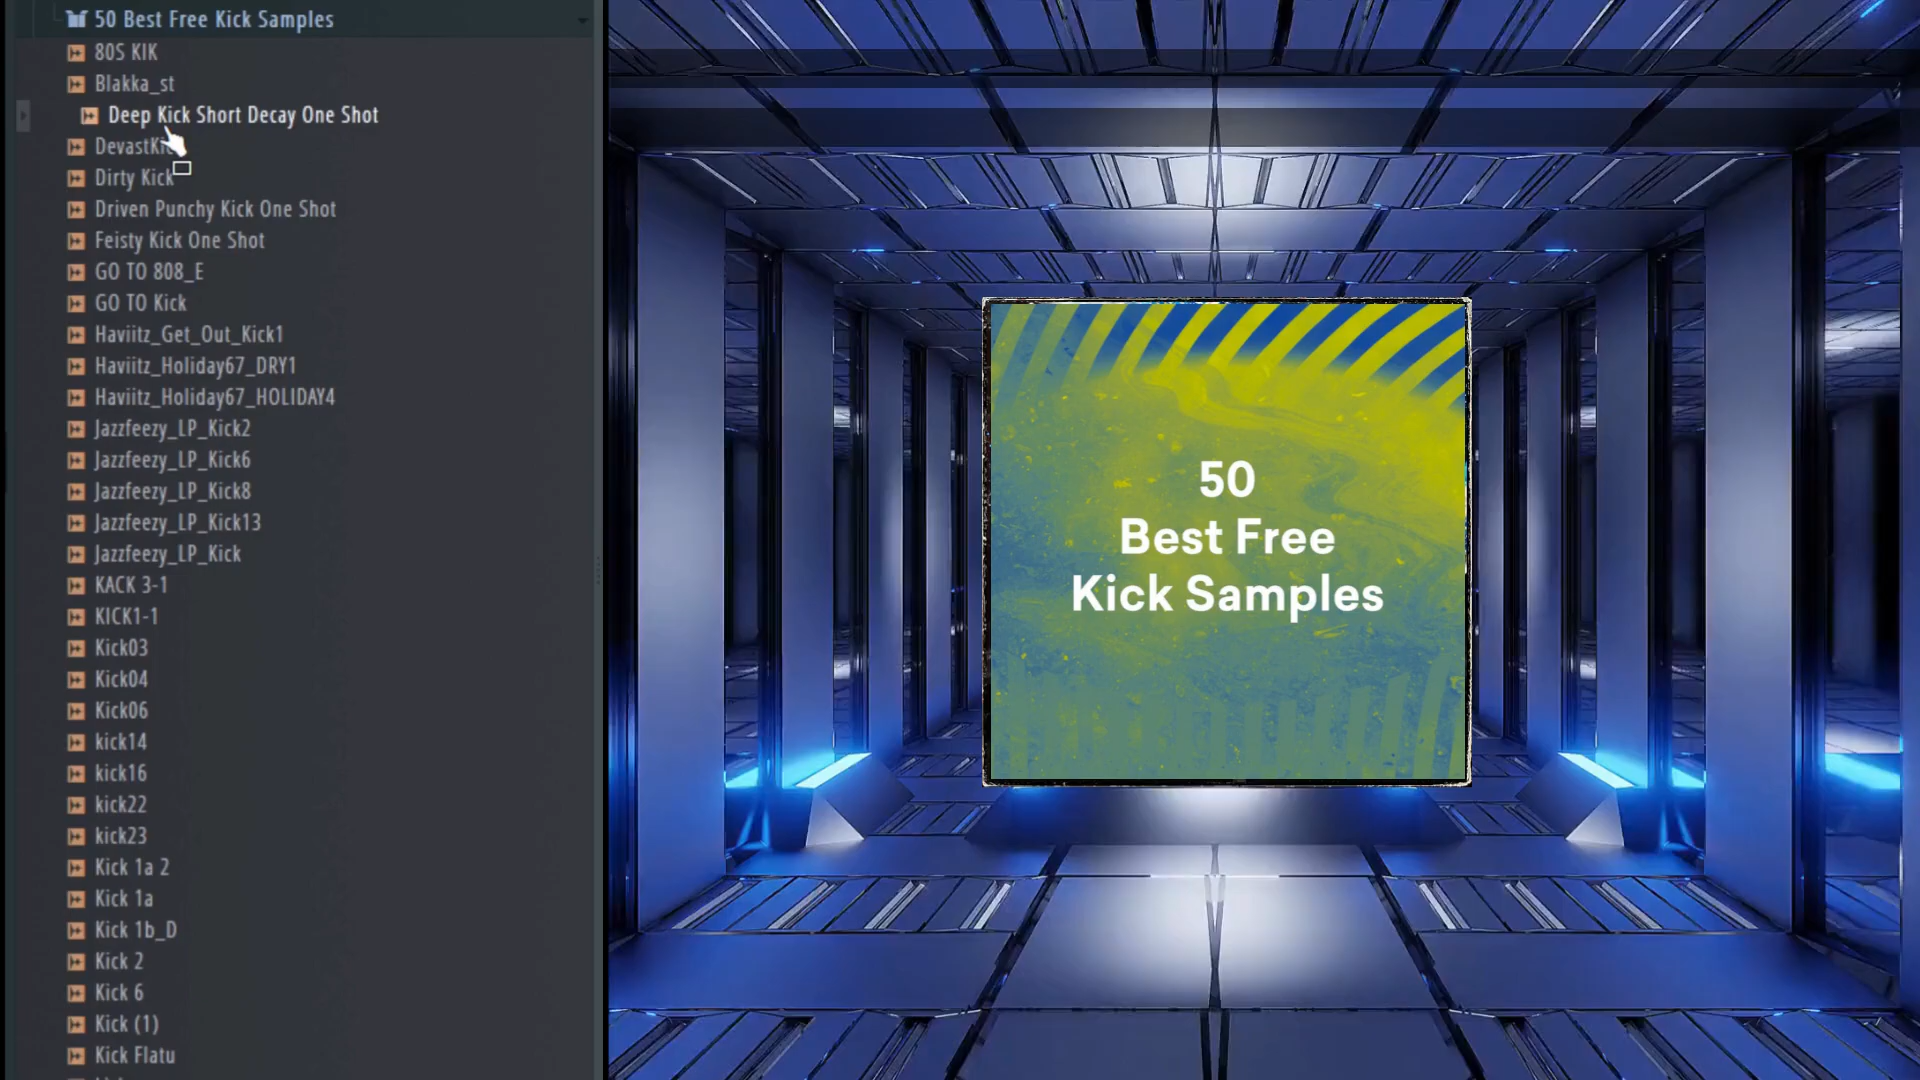 50 Best Free Kick Samples
80S KIK
Blakka_st
Deep Kick Short Decay One Shot
Dirty Kick
Driven Punchy Kick One Shot
Feisty Kick One Shot
GO TO 808_E
GO TO Kick
Haviitz_Get_Out_Kick1
Haviitz_Holiday67_DRY1
Haviitz_Holiday67_HOLIDAY4
Jazzfeezy_LP_Kick2
Jazzfeezy_LP_Kick6
Jazzfeezy_LP_Kick8
Jazzfeezy_LP_Kick13
Jazzfeezy_LP_Kick
KACK 3-1
KICK1-1
Kick03
Kick04
Kick06
kick14
kick16
kick22
kick23
Kick 1a 2
Kick 1a
Kick 1b_D
Kick 2
Kick 6
Kick (1)
Kick Flatu
50
Best Free
Kick Samples